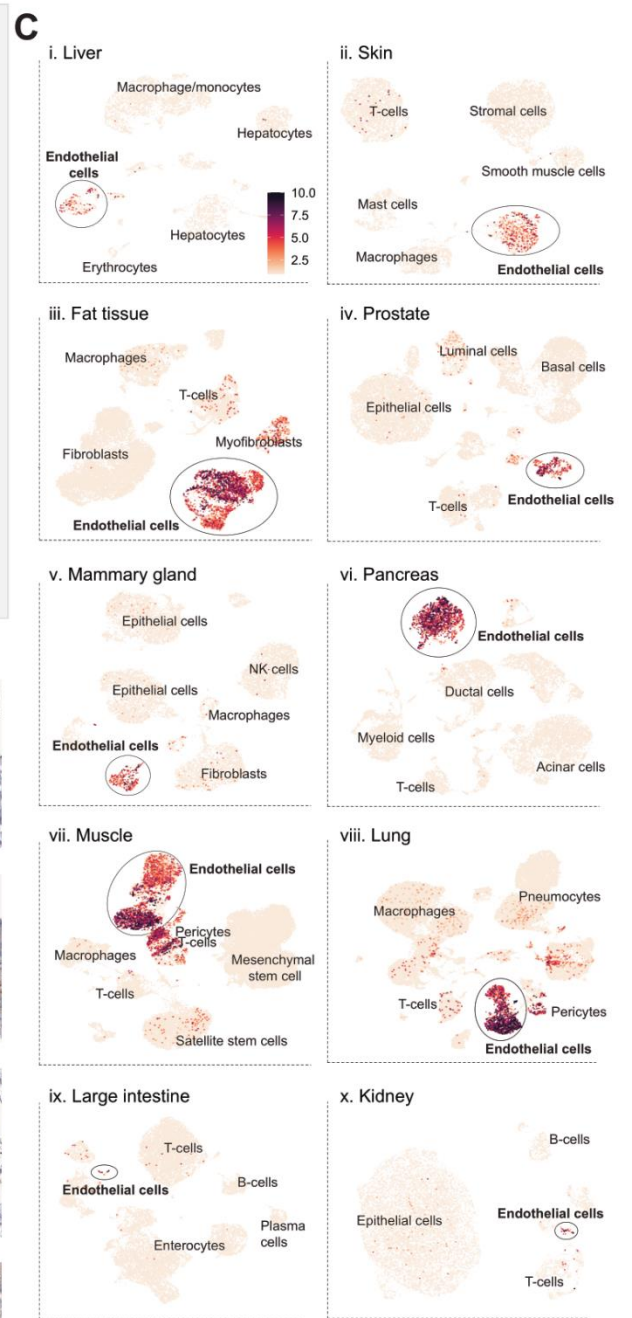 C
i. Liver
Macrophage/monocytes
Hepatocytes
Endothelial
cells
10.0
7.5
5.0
2.5
Hepatocytes
Erythrocytes
ii. Skin
T-cells
Stromal cells
Smooth muscle cells
Mast cells
Macrophages
Endothelial cells
iii. Fat tissue
Macrophages
T-cells
Myofibroblasts
Fibroblasts
Endothelial cells
iv. Prostate
Luminal cells
Basal cells
Epithelial cells
Endothelial cells
T-cells
v. Mammary gland
Epithelial cells
NK cells
Epithelial cells
Macrophages
Endothelial cells
Fibroblasts
vi. Pancreas
Endothelial cells
Ductal cells
Myeloid cells
Acinar cells
T-cells
vii. Muscle
Endothelial cells
Pericytes
T-cells
Macrophages
Mesenchymal
stem cell
T-cells
Satellite stem cells
viii. Lung
Pneumocytes
Macrophages
T-cells
Pericytes
Endothelial cells
ix. Large intestine
T-cells
Endothelial cells
B-cells
Plasma
cells
Enterocytes
x. Kidney
B-cells
Endothelial cells
Epithelial cells
T-cells